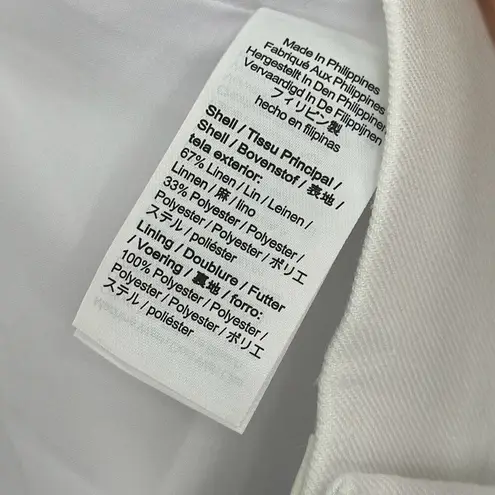 Made In Philippines
Fabriqué Aux Philippines
Hergestellt In Den Philippinen
Vervaardigd In De Filippijnen
フィリピン製
hecho en filipinas
Shell / Tissu Principal /
Shell / Bovenstof / 表地 /
tela exterior:
67% Linen / Lin / Leinen /
Linnen / 麻 / lino
33% Polyester / Polyester /
Polyester / Polyester / ポリエ
ステル / poliéster
Lining / Doublure / Futter
/ Voering / 裏地 / forro:
100% Polyester / Polyester /
Polyester / Polyester / ポリエ
ステル / poliéster